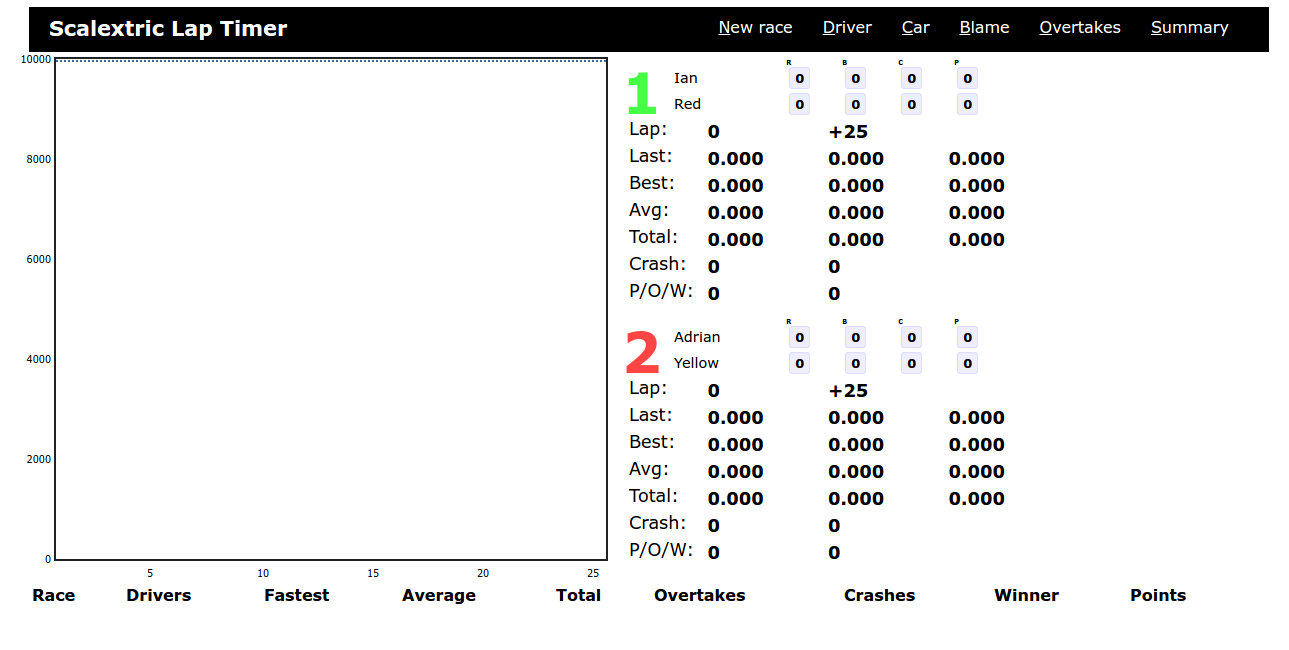 Scalextric Lap Timer New race Driver Car Blame Overtakes Summary
10000
8000
6000
4000
2000
0
5 10 15 20 25
R B C P
1 Ian 0 0 0 0
Red 0 0 0 0
Lap: 0 +25
Last: 0.000 0.000 0.000
Best: 0.000 0.000 0.000
Avg: 0.000 0.000 0.000
Total: 0.000 0.000 0.000
Crash: 0 0
P/O/W: 0 0
R B C P
2 Adrian 0 0 0 0
Yellow 0 0 0 0
Lap: 0 +25
Last: 0.000 0.000 0.000
Best: 0.000 0.000 0.000
Avg: 0.000 0.000 0.000
Total: 0.000 0.000 0.000
Crash: 0 0
P/O/W: 0 0
Race Drivers Fastest Average Total Overtakes Crashes Winner Points